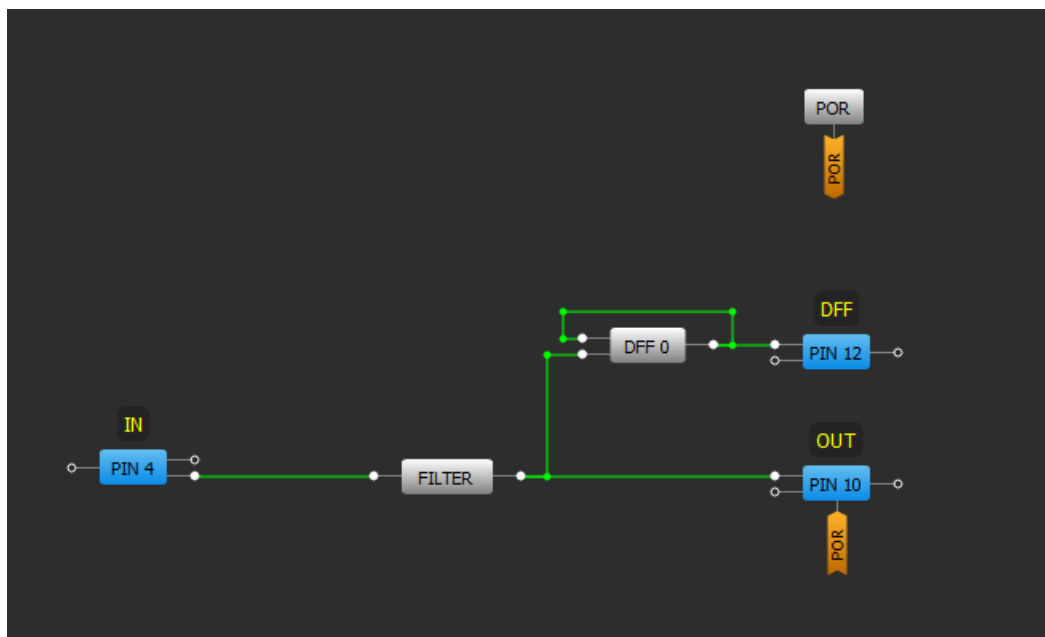 POR
POR
DFF
DFF 0
PIN 12
IN
PIN 4
FILTER
OUT
PIN 10
POR